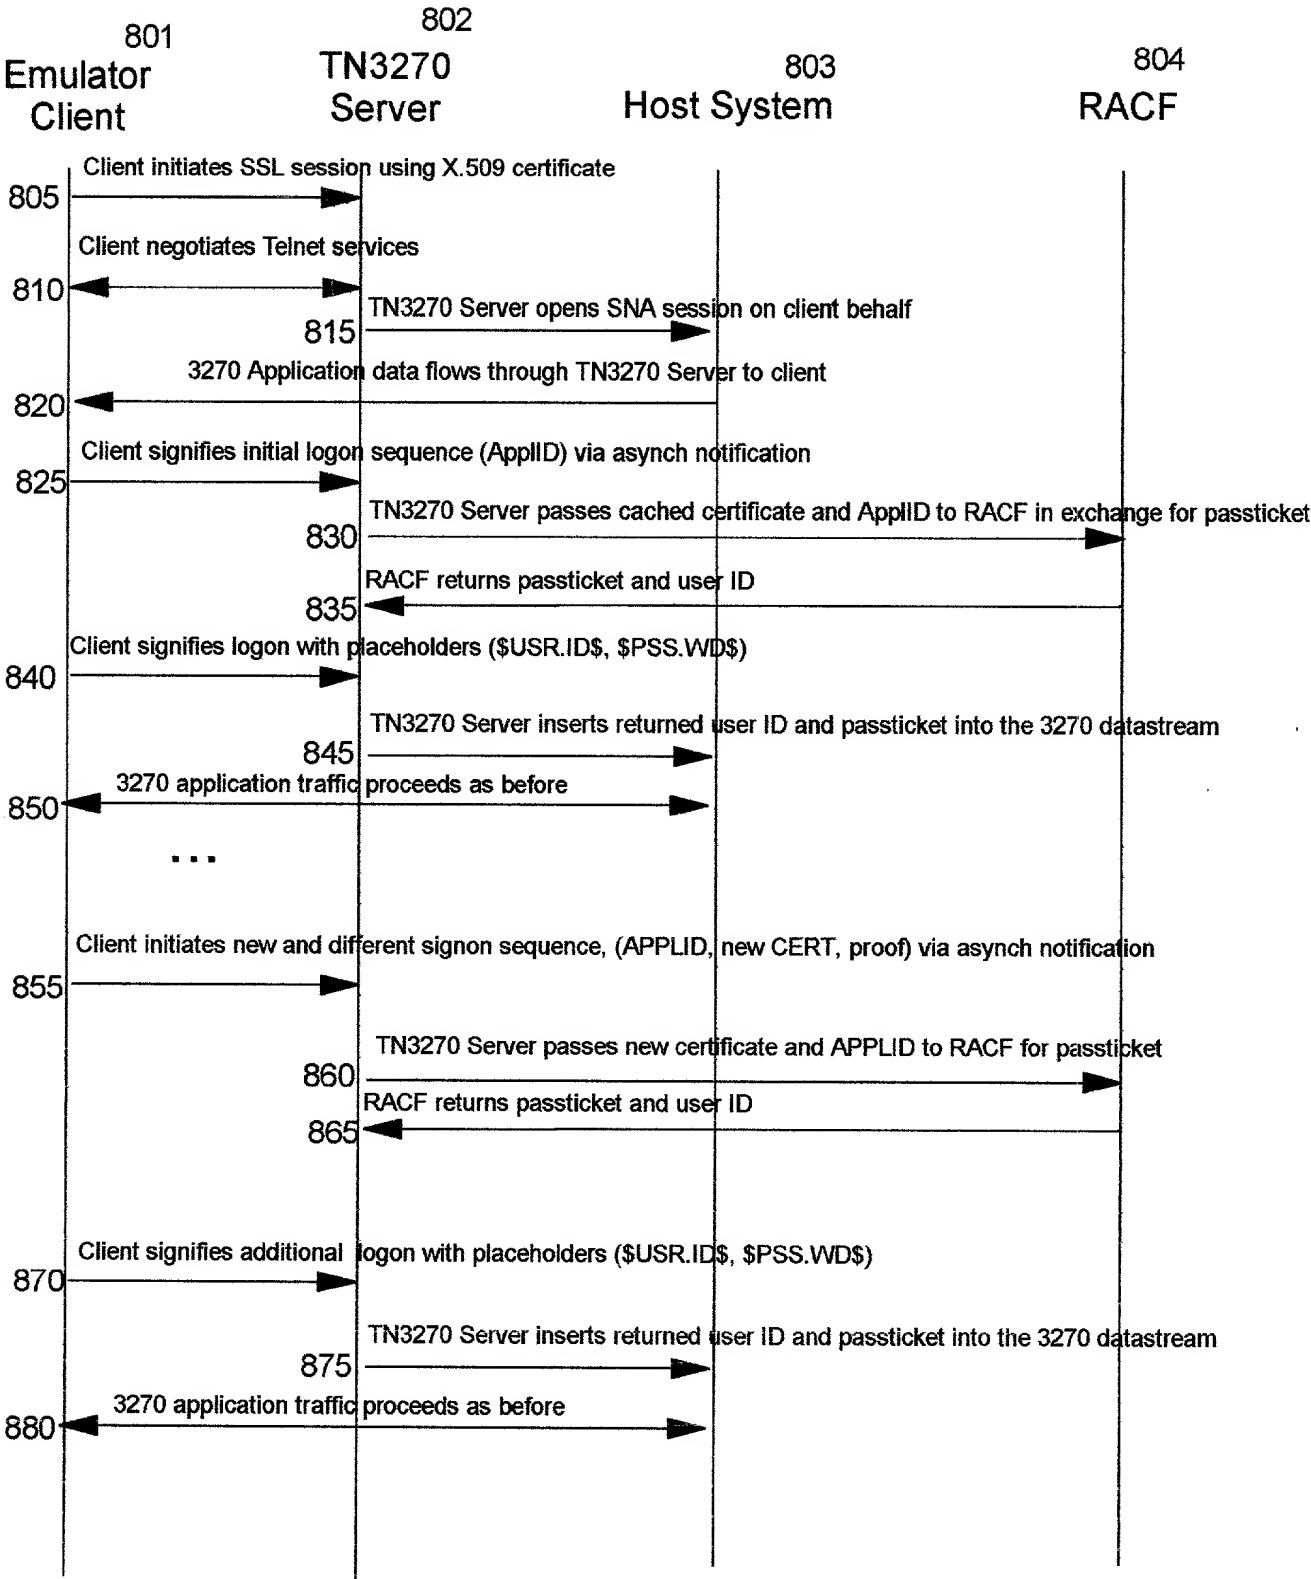 801
Emulator
Client
802
TN3270
Server
803
Host System
804
RACF
Client initiates SSL session using X.509 certificate
805
Client negotiates Telnet services
810
TN3270 Server opens SNA session on client behalf
815
3270 Application data flows through TN3270 Server to client
820
Client signifies initial logon sequence (ApplID) via asynch notification
825
TN3270 Server passes cached certificate and ApplID to RACF in exchange for passticket
830
RACF returns passticket and user ID
835
Client signifies logon with placeholders ($USR.ID$, $PSS.WD$)
840
TN3270 Server inserts returned user ID and passticket into the 3270 datastream
845
3270 application traffic proceeds as before
850
...
Client initiates new and different signon sequence, (APPLID, new CERT, proof) via asynch notification
855
TN3270 Server passes new certificate and APPLID to RACF for passticket
860
RACF returns passticket and user ID
865
Client signifies additional logon with placeholders ($USR.ID$, $PSS.WD$)
870
TN3270 Server inserts returned user ID and passticket into the 3270 datastream
875
3270 application traffic proceeds as before
880